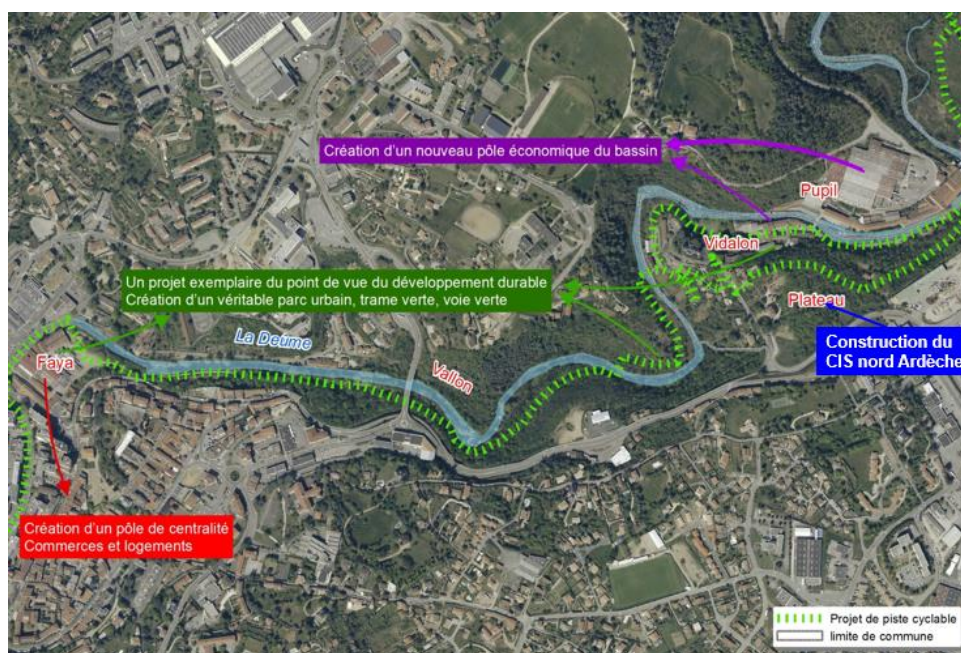 Création d'un nouveau pôle économique du bassin
Pupil
Vidalon
Un projet exemplaire du point de vue du développement durable
Création d'un véritable parc urbain, trame verte, voie verte
Plateau
La Deume
Construction du
CIS nord Ardèche
Faya
Vallon
Création d'un pôle de centralité
Commerces et logements
Projet de piste cyclable
limite de commune